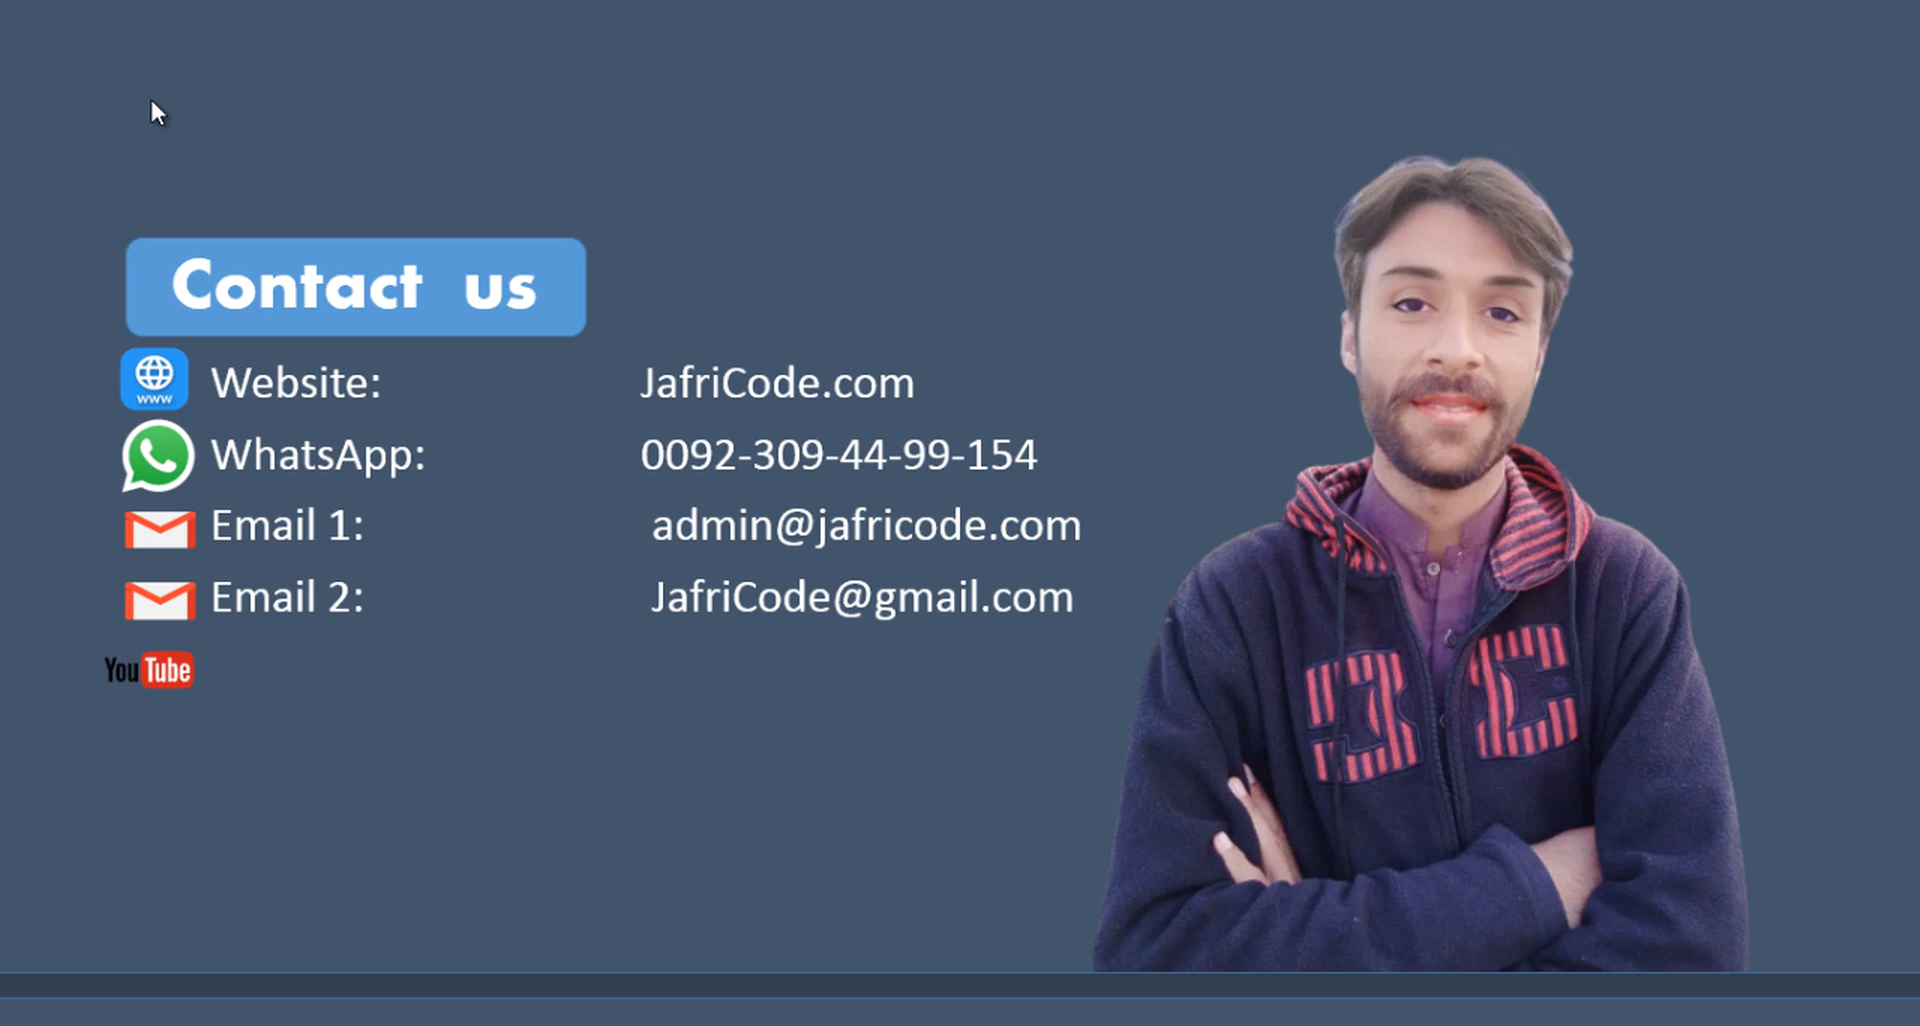 Contact us
www
Website: JafriCode.com
WhatsApp: 0092-309-44-99-154
Email 1: admin@jafricode.com
Email 2: JafriCode@gmail.com
YouTube